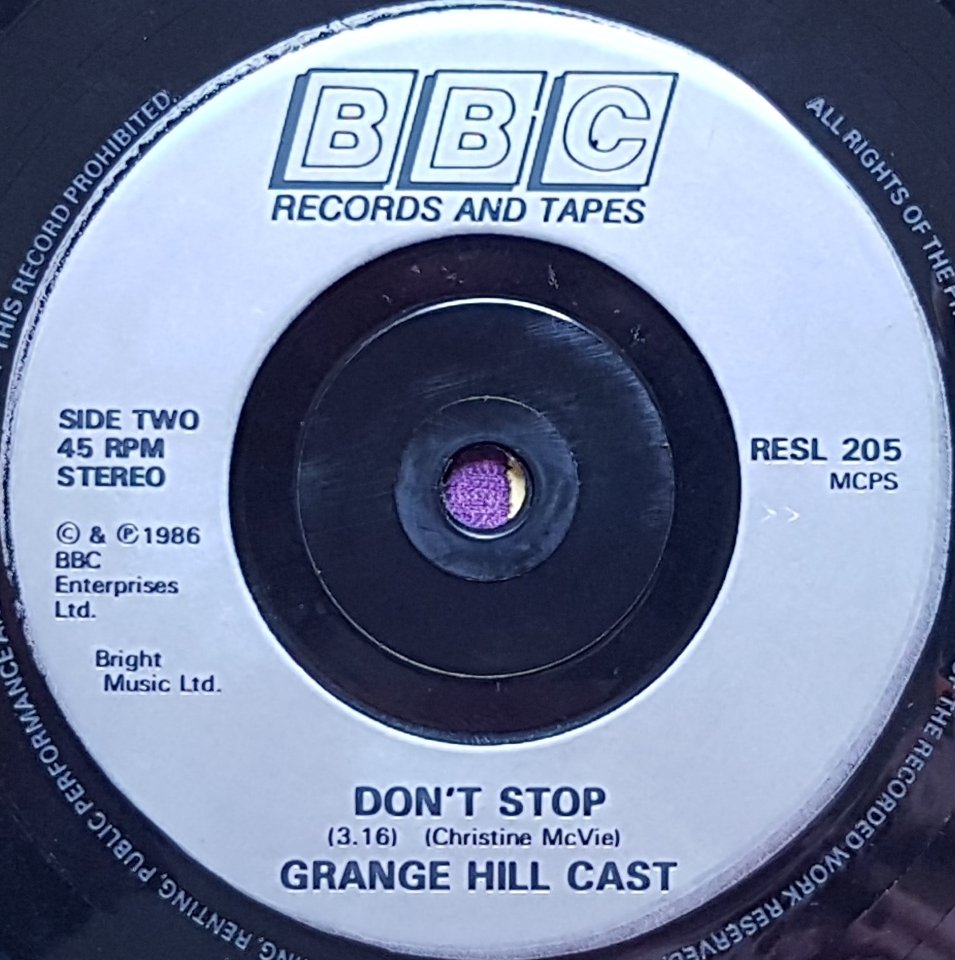 BBC
RECORDS AND TAPES
THIS RECORD PROHIBITED.
ALL RIGHTS OF THE
SIDE TWO
45 RPM
STEREO
RESL 205
MCPS
© & ℗ 1986
BBC
Enterprises
Ltd.
Bright
Music Ltd.
DON'T STOP
(3.16) (Christine McVie)
GRANGE HILL CAST
OF THE RECORDED WORK RESERVED.
RENTING, PUBLIC PERFORMANCE